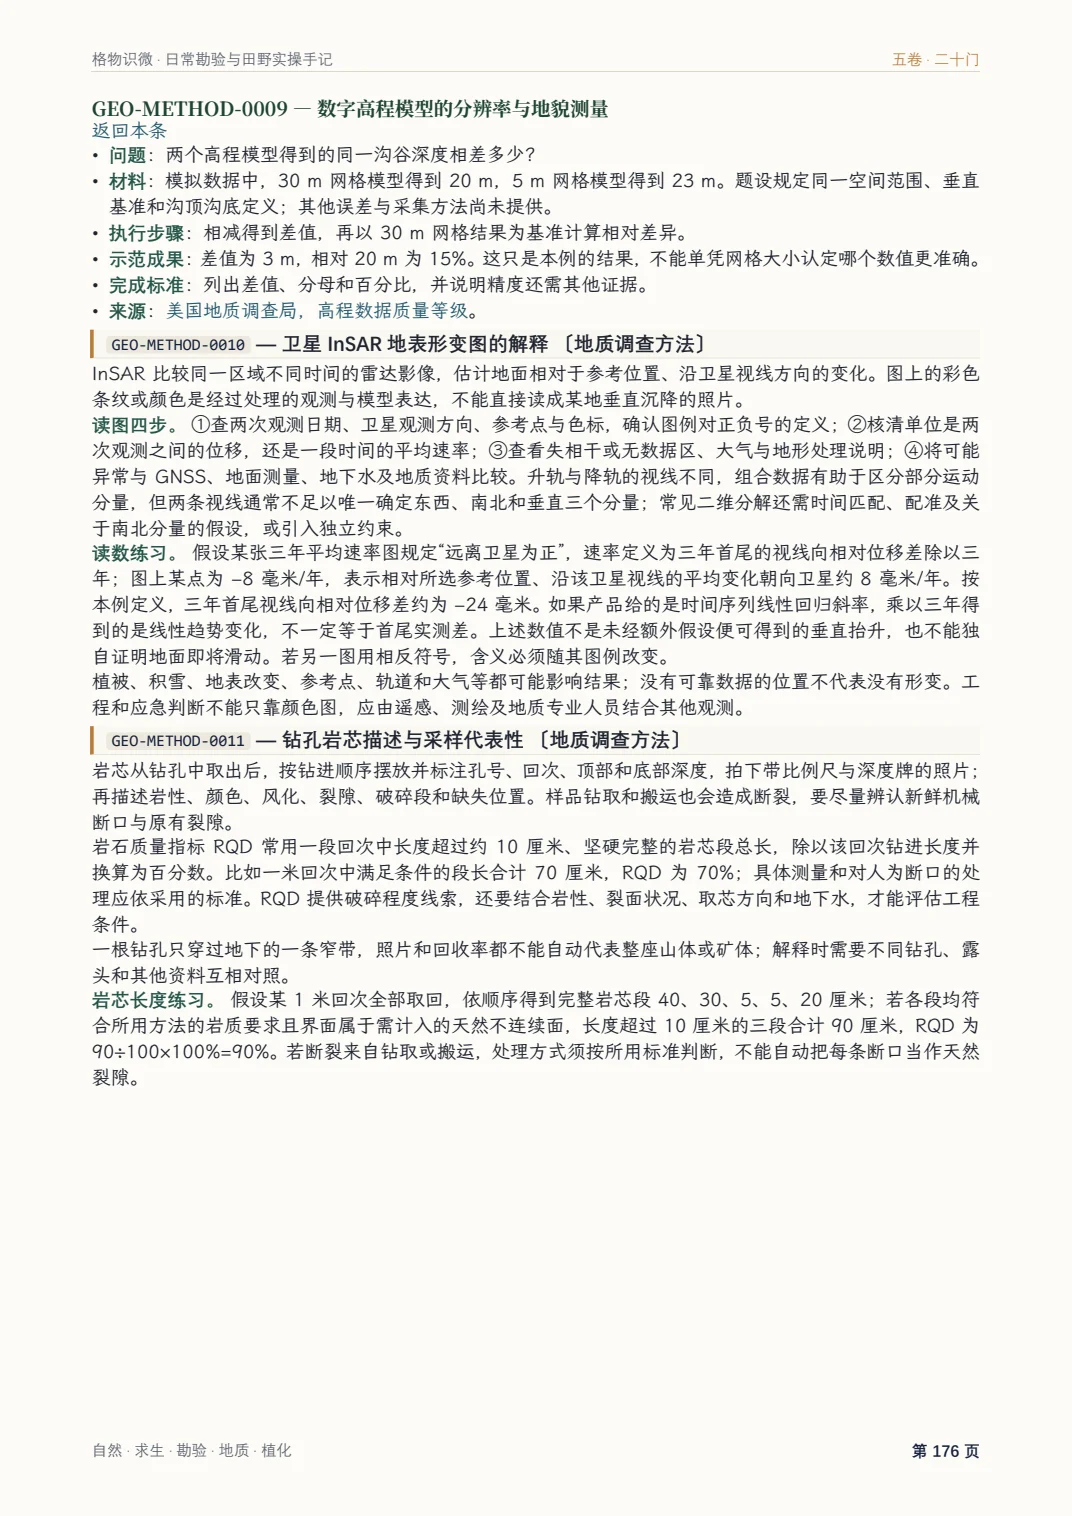 格物识微 · 日常勘验与田野实操手记
五卷 · 二十门
GEO-METHOD-0009 — 数字高程模型的分辨率与地貌测量
返回本条
• 问题：两个高程模型得到的同一沟谷深度相差多少？
• 材料：模拟数据中，30 m 网格模型得到 20 m，5 m 网格模型得到 23 m。题设规定同一空间范围、垂直
基准和沟顶沟底定义；其他误差与采集方法尚未提供。
• 执行步骤：相减得到差值，再以 30 m 网格结果为基准计算相对差异。
• 示范成果：差值为 3 m，相对 20 m 为 15%。这只是本例的结果，不能单凭网格大小认定哪个数值更准确。
• 完成标准：列出差值、分母和百分比，并说明精度还需其他证据。
• 来源：美国地质调查局，高程数据质量等级。
GEO-METHOD-0010 — 卫星 InSAR 地表形变图的解释 〔地质调查方法〕
InSAR 比较同一区域不同时间的雷达影像，估计地面相对于参考位置、沿卫星视线方向的变化。图上的彩色
条纹或颜色是经过处理的观测与模型表达，不能直接读成某地垂直沉降的照片。
读图四步。 ①查两次观测日期、卫星观测方向、参考点与色标，确认图例对正负号的定义；②核清单位是两
次观测之间的位移，还是一段时间的平均速率；③查看失相干或无数据区、大气与地形处理说明；④将可能
异常与 GNSS、地面测量、地下水及地质资料比较。升轨与降轨的视线不同，组合数据有助于区分部分运动
分量，但两条视线通常不足以唯一确定东西、南北和垂直三个分量；常见二维分解还需时间匹配、配准及关
于南北分量的假设，或引入独立约束。
读数练习。 假设某张三年平均速率图规定“远离卫星为正”，速率定义为三年首尾的视线向相对位移差除以三
年；图上某点为 −8 毫米/年，表示相对所选参考位置、沿该卫星视线的平均变化朝向卫星约 8 毫米/年。按
本例定义，三年首尾视线向相对位移差约为 −24 毫米。如果产品给的是时间序列线性回归斜率，乘以三年得
到的是线性趋势变化，不一定等于首尾实测差。上述数值不是未经额外假设便可得到的垂直抬升，也不能独
自证明地面即将滑动。若另一图用相反符号，含义必须随其图例改变。
植被、积雪、地表改变、参考点、轨道和大气等都可能影响结果；没有可靠数据的位置不代表没有形变。工
程和应急判断不能只靠颜色图，应由遥感、测绘及地质专业人员结合其他观测。
GEO-METHOD-0011 — 钻孔岩芯描述与采样代表性 〔地质调查方法〕
岩芯从钻孔中取出后，按钻进顺序摆放并标注孔号、回次、顶部和底部深度，拍下带比例尺与深度牌的照片；
再描述岩性、颜色、风化、裂隙、破碎段和缺失位置。样品钻取和搬运也会造成断裂，要尽量辨认新鲜机械
断口与原有裂隙。
岩石质量指标 RQD 常用一段回次中长度超过约 10 厘米、坚硬完整的岩芯段总长，除以该回次钻进长度并
换算为百分数。比如一米回次中满足条件的段长合计 70 厘米，RQD 为 70%；具体测量和对人为断口的处
理应依采用的标准。RQD 提供破碎程度线索，还要结合岩性、裂面状况、取芯方向和地下水，才能评估工程
条件。
一根钻孔只穿过地下的一条窄带，照片和回收率都不能自动代表整座山体或矿体；解释时需要不同钻孔、露
头和其他资料互相对照。
岩芯长度练习。 假设某 1 米回次全部取回，依顺序得到完整岩芯段 40、30、5、5、20 厘米；若各段均符
合所用方法的岩质要求且界面属于需计入的天然不连续面，长度超过 10 厘米的三段合计 90 厘米，RQD 为
90÷100×100%=90%。若断裂来自钻取或搬运，处理方式须按所用标准判断，不能自动把每条断口当作天然
裂隙。
自然 · 求生 · 勘验 · 地质 · 植化
第 176 页